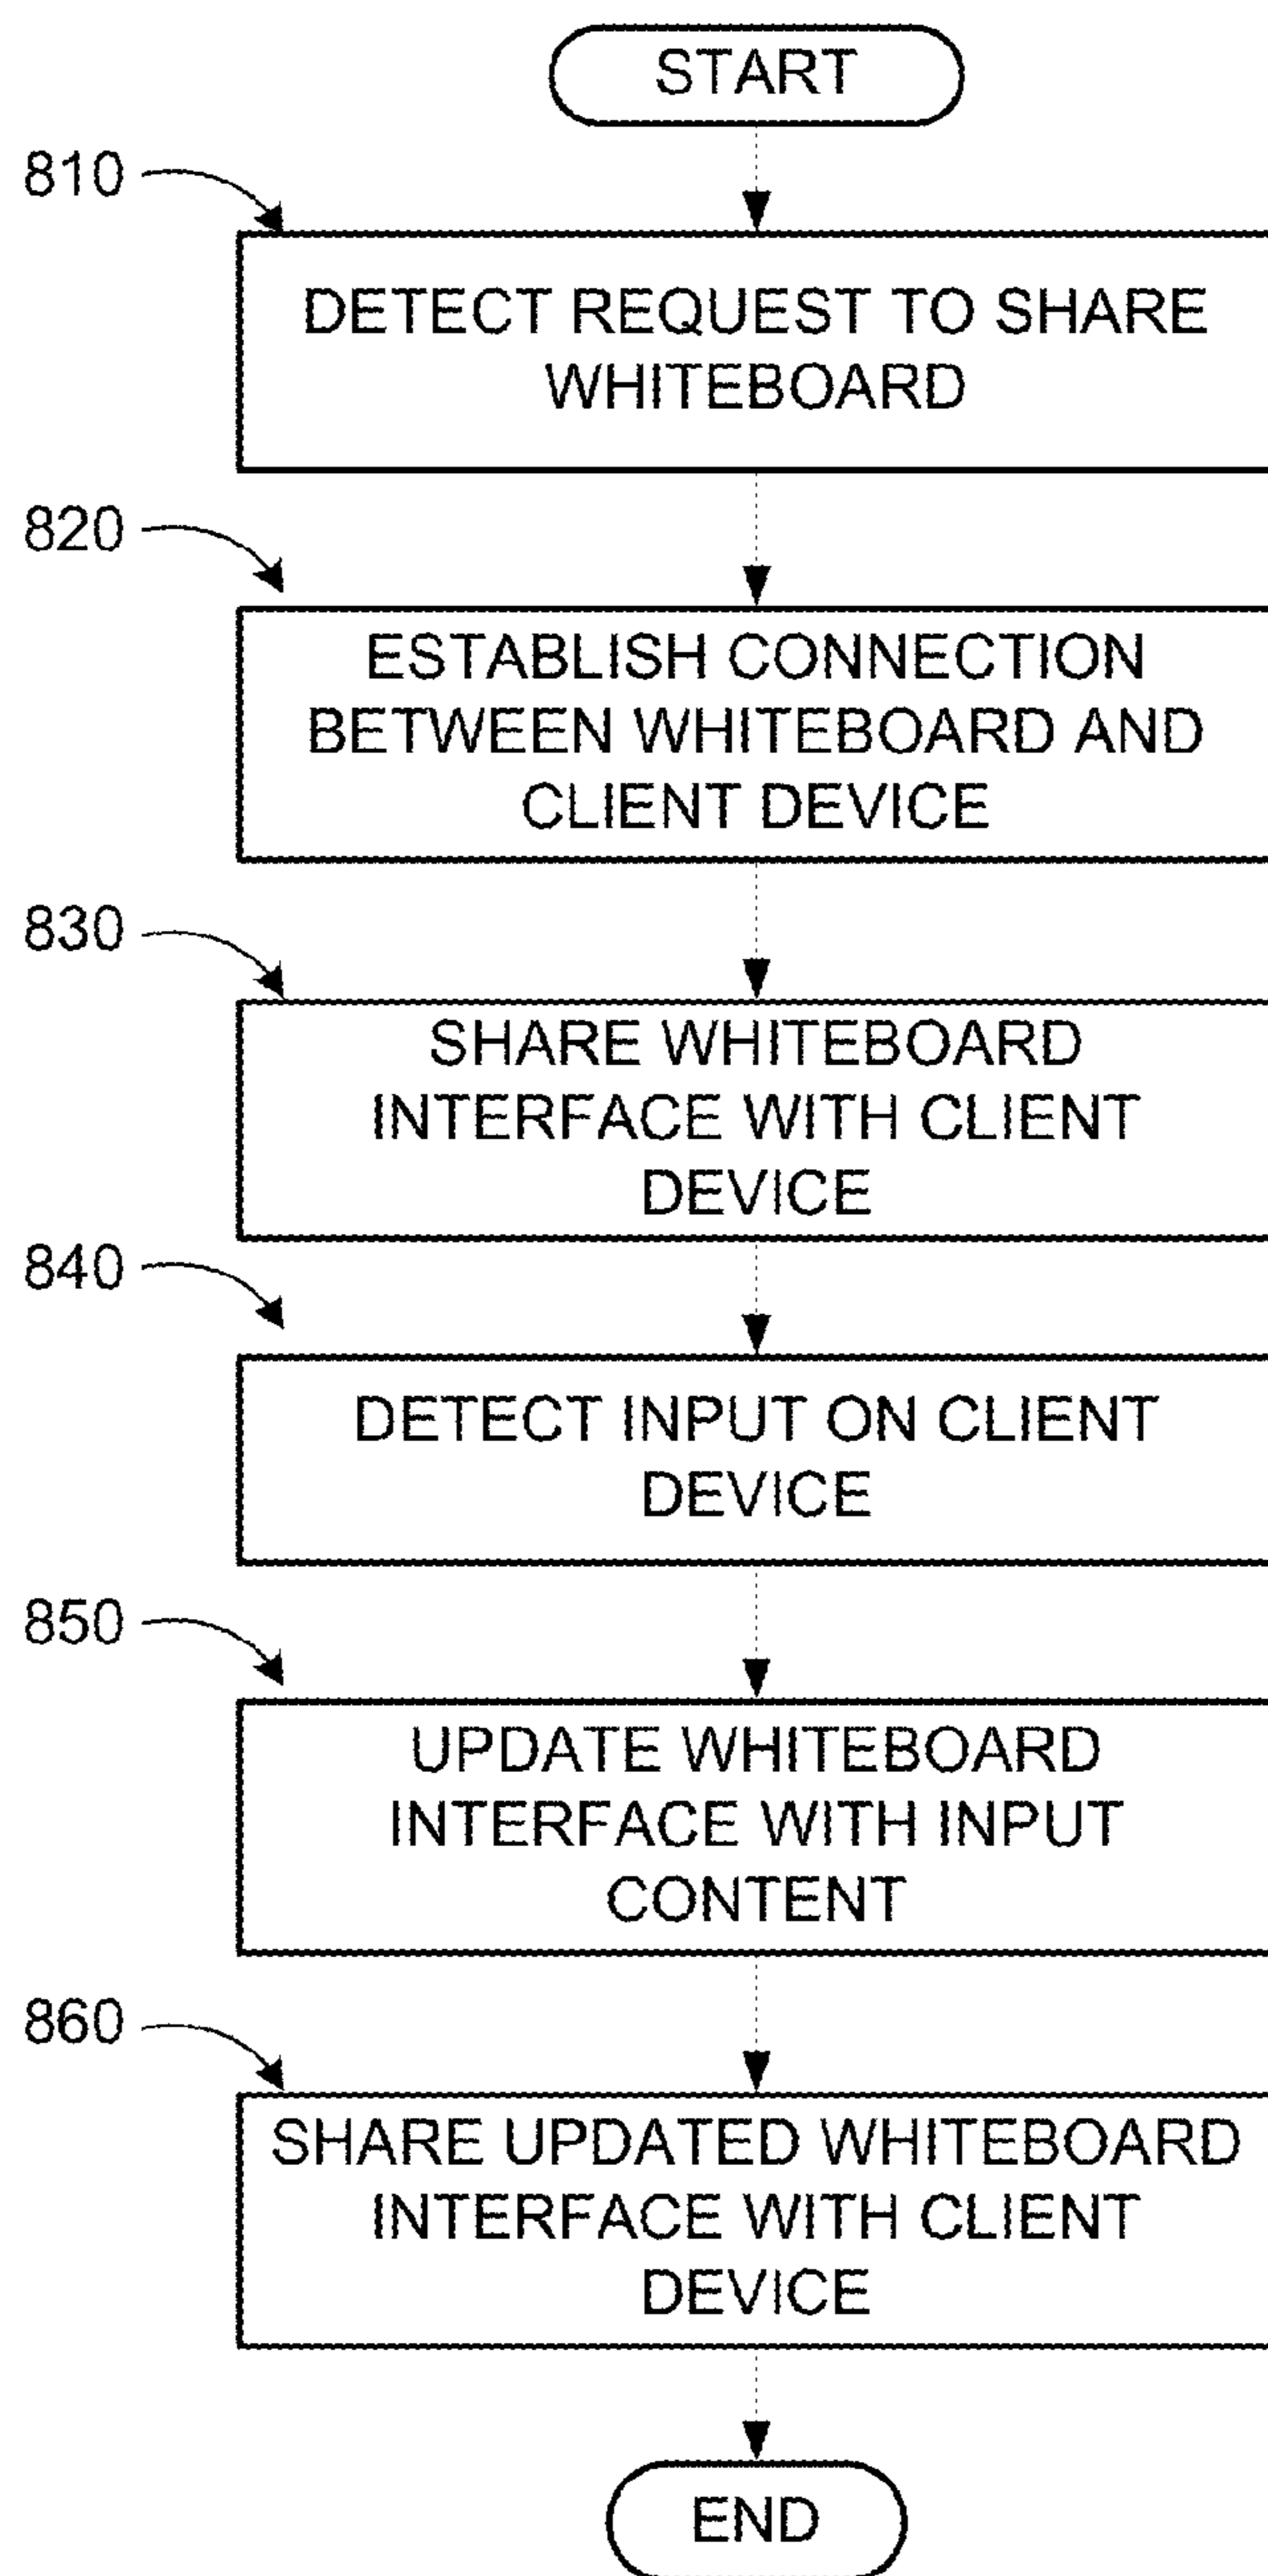 START
810
DETECT REQUEST TO SHARE
WHITEBOARD
820
ESTABLISH CONNECTION
BETWEEN WHITEBOARD AND
CLIENT DEVICE
830
SHARE WHITEBOARD
INTERFACE WITH CLIENT
DEVICE
840
DETECT INPUT ON CLIENT
DEVICE
850
UPDATE WHITEBOARD
INTERFACE WITH INPUT
CONTENT
860
SHARE UPDATED WHITEBOARD
INTERFACE WITH CLIENT
DEVICE
END